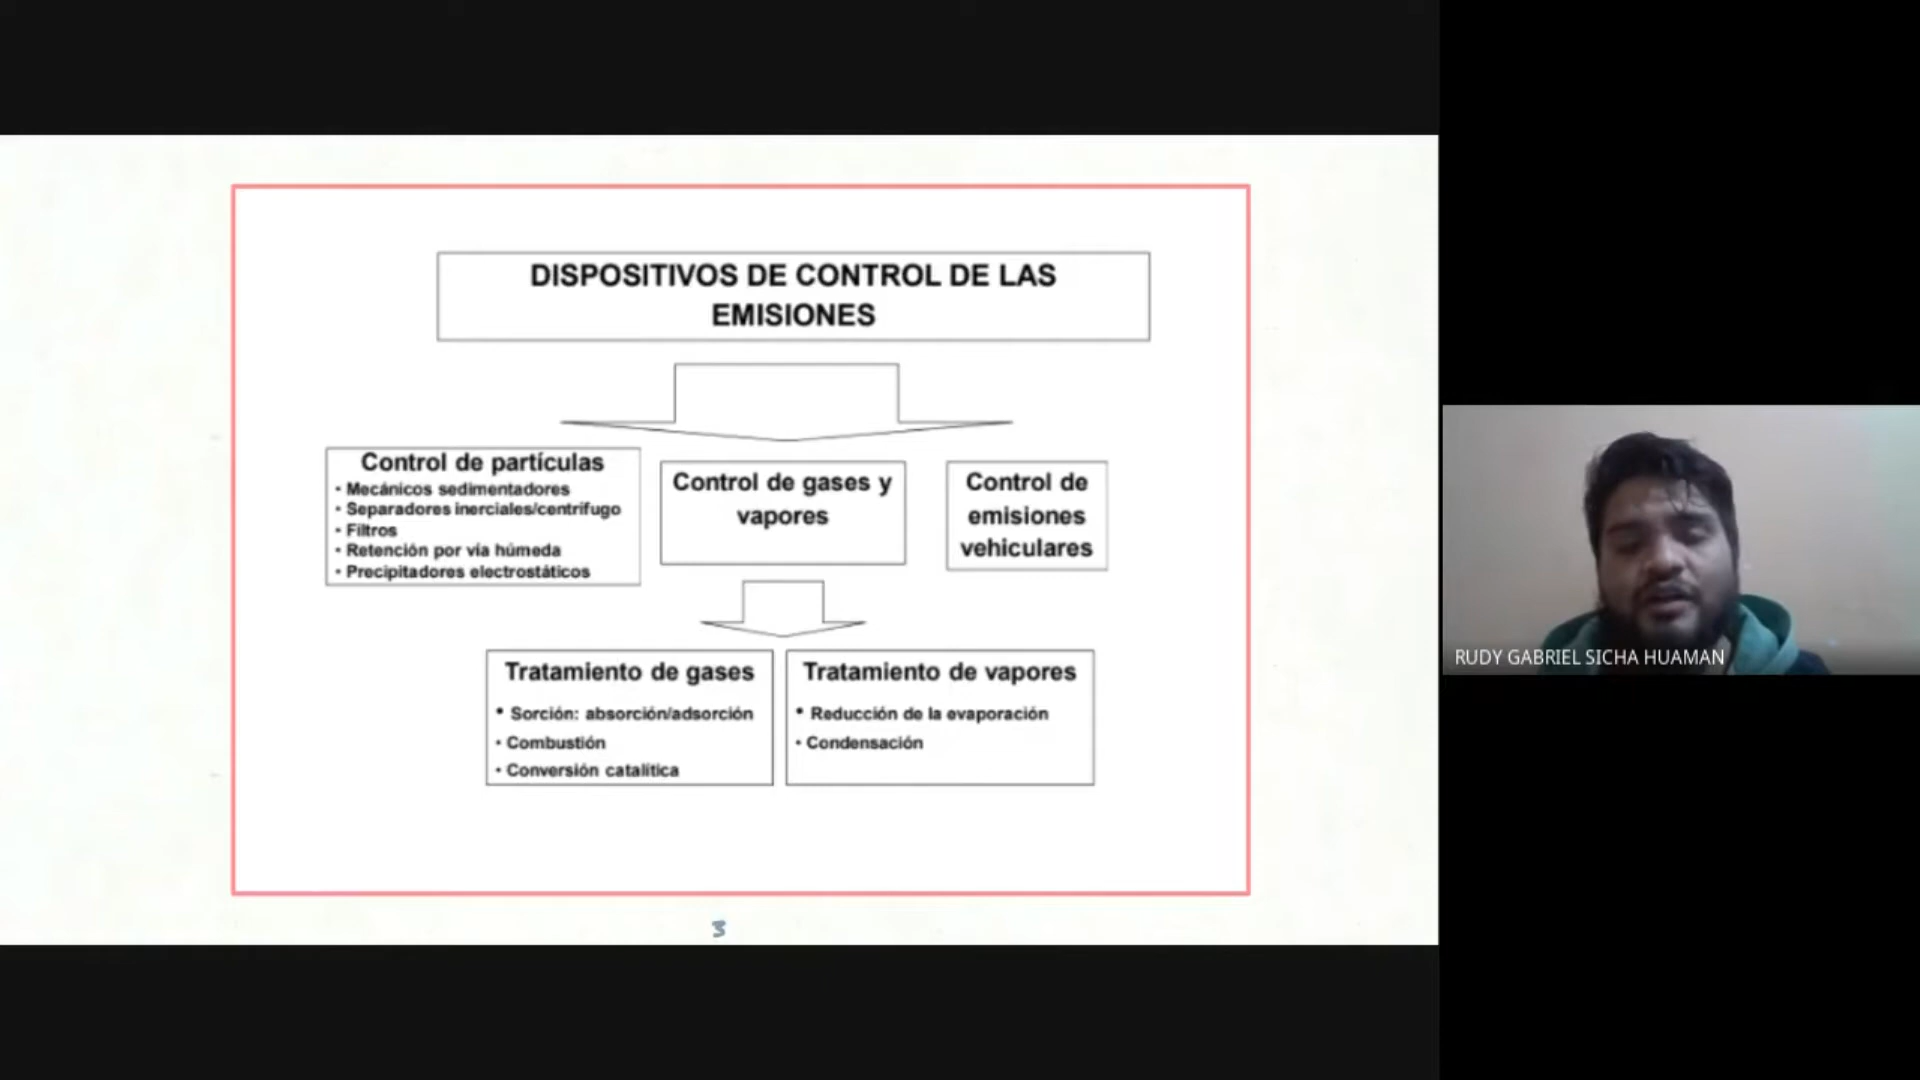 DISPOSITIVOS DE CONTROL DE LAS
EMISIONES
Control de partículas
• Mecánicos sedimentadores
• Separadores inerciales/centrifugo
• Filtros
• Retención por vía húmeda
• Precipitadores electrostáticos
Control de gases y
vapores
Control de
emisiones
vehiculares
Tratamiento de gases
• Sorción: absorción/adsorción
• Combustión
• Conversión catalítica
Tratamiento de vapores
• Reducción de la evaporación
• Condensación
3
RUDY GABRIEL SICHA HUAMAN